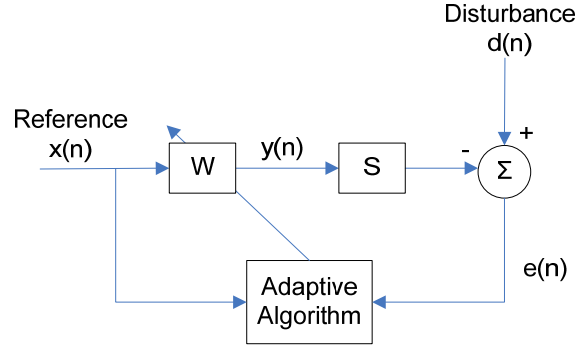 Disturbance
d(n)
Reference
x(n)
W
y(n)
S
-
+
Σ
e(n)
Adaptive
Algorithm